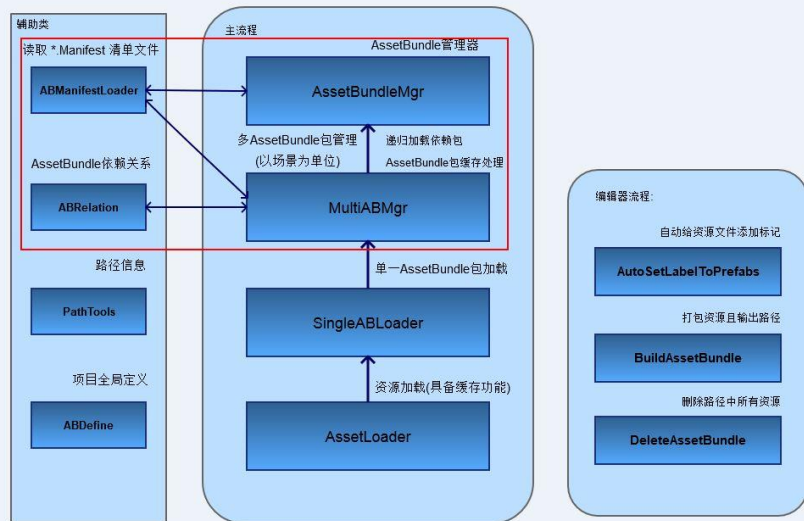 辅助类
读取 *.Manifest 清单文件
ABManifestLoader
AssetBundle依赖关系
ABRelation
路径信息
PathTools
项目全局定义
ABDefine
主流程
AssetBundle管理器
AssetBundleMgr
多AssetBundle包管理
(以场景为单位)
递归加载依赖包
AssetBundle包缓存处理
MultiABMgr
单一AssetBundle包加载
SingleABLoader
资源加载(具备缓存功能)
AssetLoader
编辑器流程:
自动给资源文件添加标记
AutoSetLabelToPrefabs
打包资源且输出路径
BuildAssetBundle
删除路径中所有资源
DeleteAssetBundle